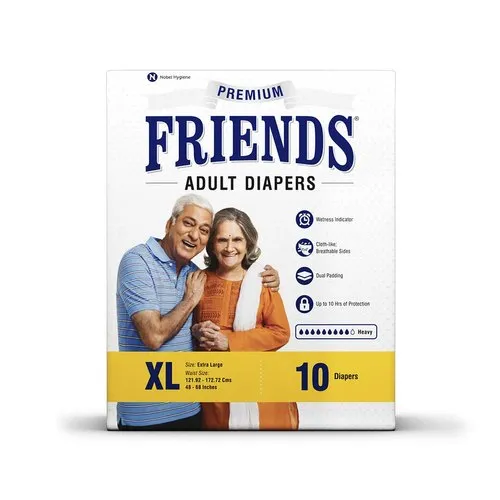 N Nobel Hygiene
PREMIUM
FRIENDS®
ADULT DIAPERS
Wetness Indicator
Cloth-like;
Breathable Sides
Dual Padding
Up to 10 Hrs of Protection
Heavy
XL
Size: Extra Large
Waist Size:
121.92 - 172.72 Cms
48 - 68 Inches
10 Diapers